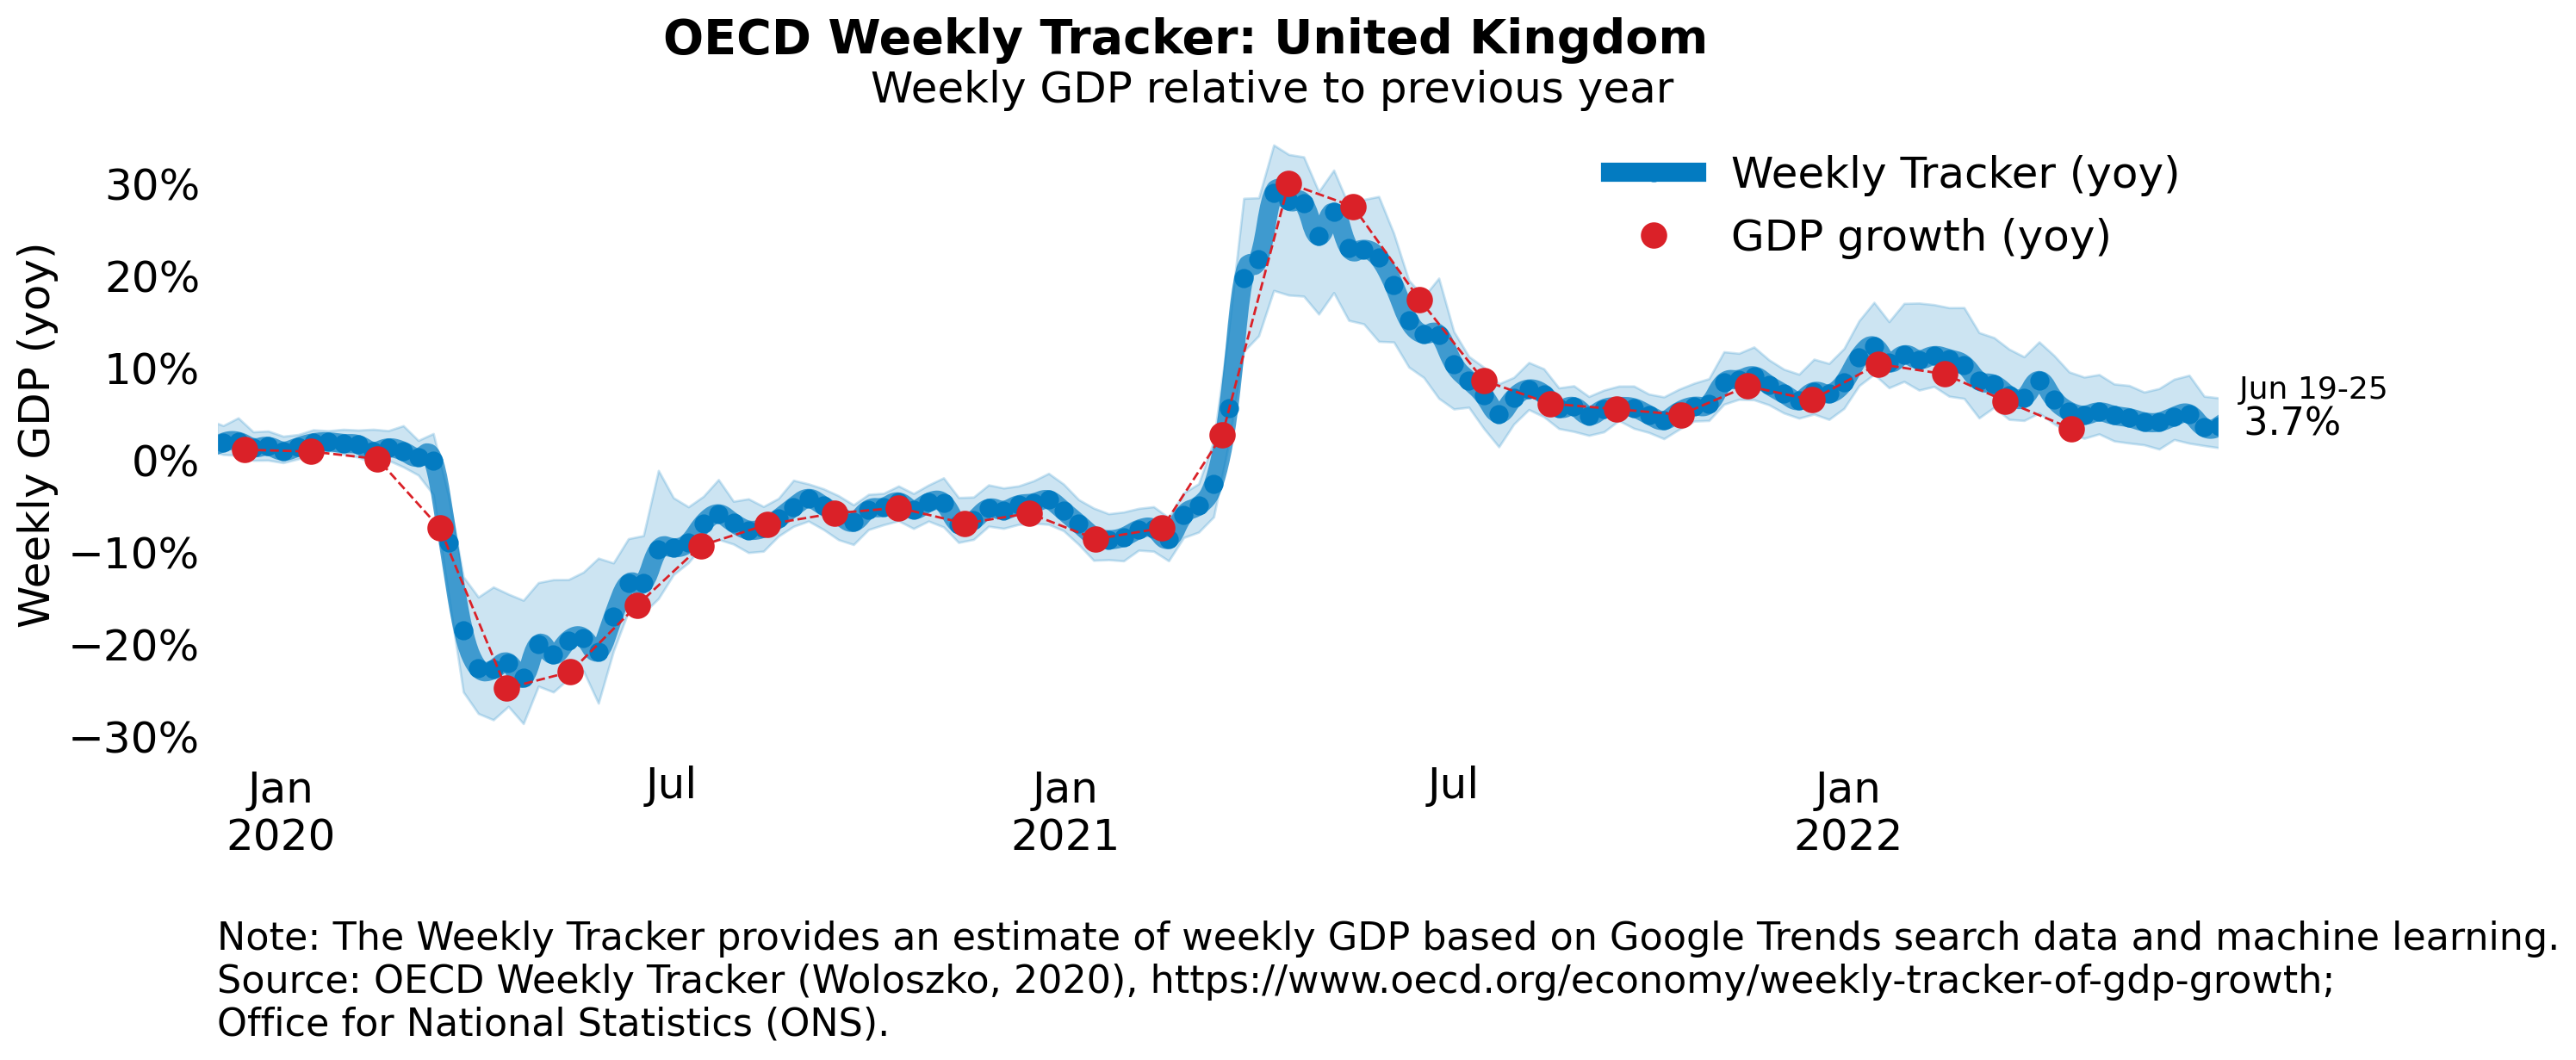 OECD Weekly Tracker: United Kingdom
Weekly GDP relative to previous year
Weekly GDP (yoy)
30%
20%
10%
0%
−10%
−20%
−30%
Weekly Tracker (yoy)
GDP growth (yoy)
Jun 19-25
3.7%
Jan
2020
Jul
Jan
2021
Jul
Jan
2022
Note: The Weekly Tracker provides an estimate of weekly GDP based on Google Trends search data and machine learning.
Source: OECD Weekly Tracker (Woloszko, 2020), https://www.oecd.org/economy/weekly-tracker-of-gdp-growth;
Office for National Statistics (ONS).